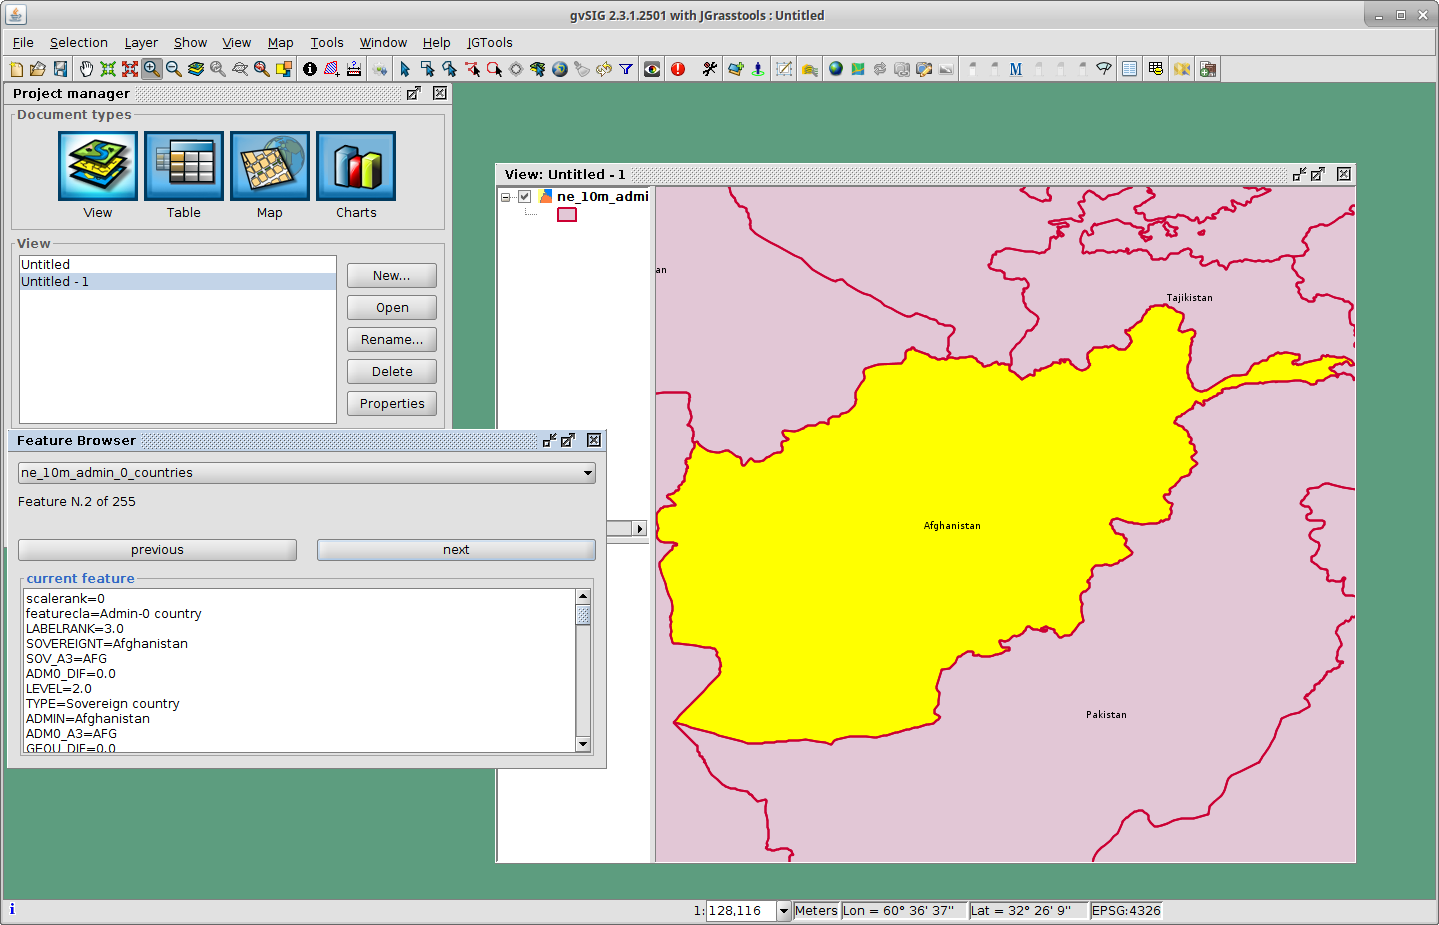 gvSIG 2.3.1.2501 with JGrasstools : Untitled
File Selection Layer Show View Map Tools Window Help JGTools
M
Project manager
Document types
View Table Map Charts
View
Untitled
Untitled - 1
New...
Open
Rename...
Delete
Properties
Feature Browser
ne_10m_admin_0_countries
Feature N.2 of 255
previous next
current feature
scalerank=0
featurecla=Admin-0 country
LABELRANK=3.0
SOVEREIGNT=Afghanistan
SOV_A3=AFG
ADM0_DIF=0.0
LEVEL=2.0
TYPE=Sovereign country
ADMIN=Afghanistan
ADM0_A3=AFG
GEOU_DIF=0.0
View: Untitled - 1
ne_10m_admi
an
Tajikistan
Afghanistan
Pakistan
1: 128,116 Meters Lon = 60° 36' 37" Lat = 32° 26' 9" EPSG:4326